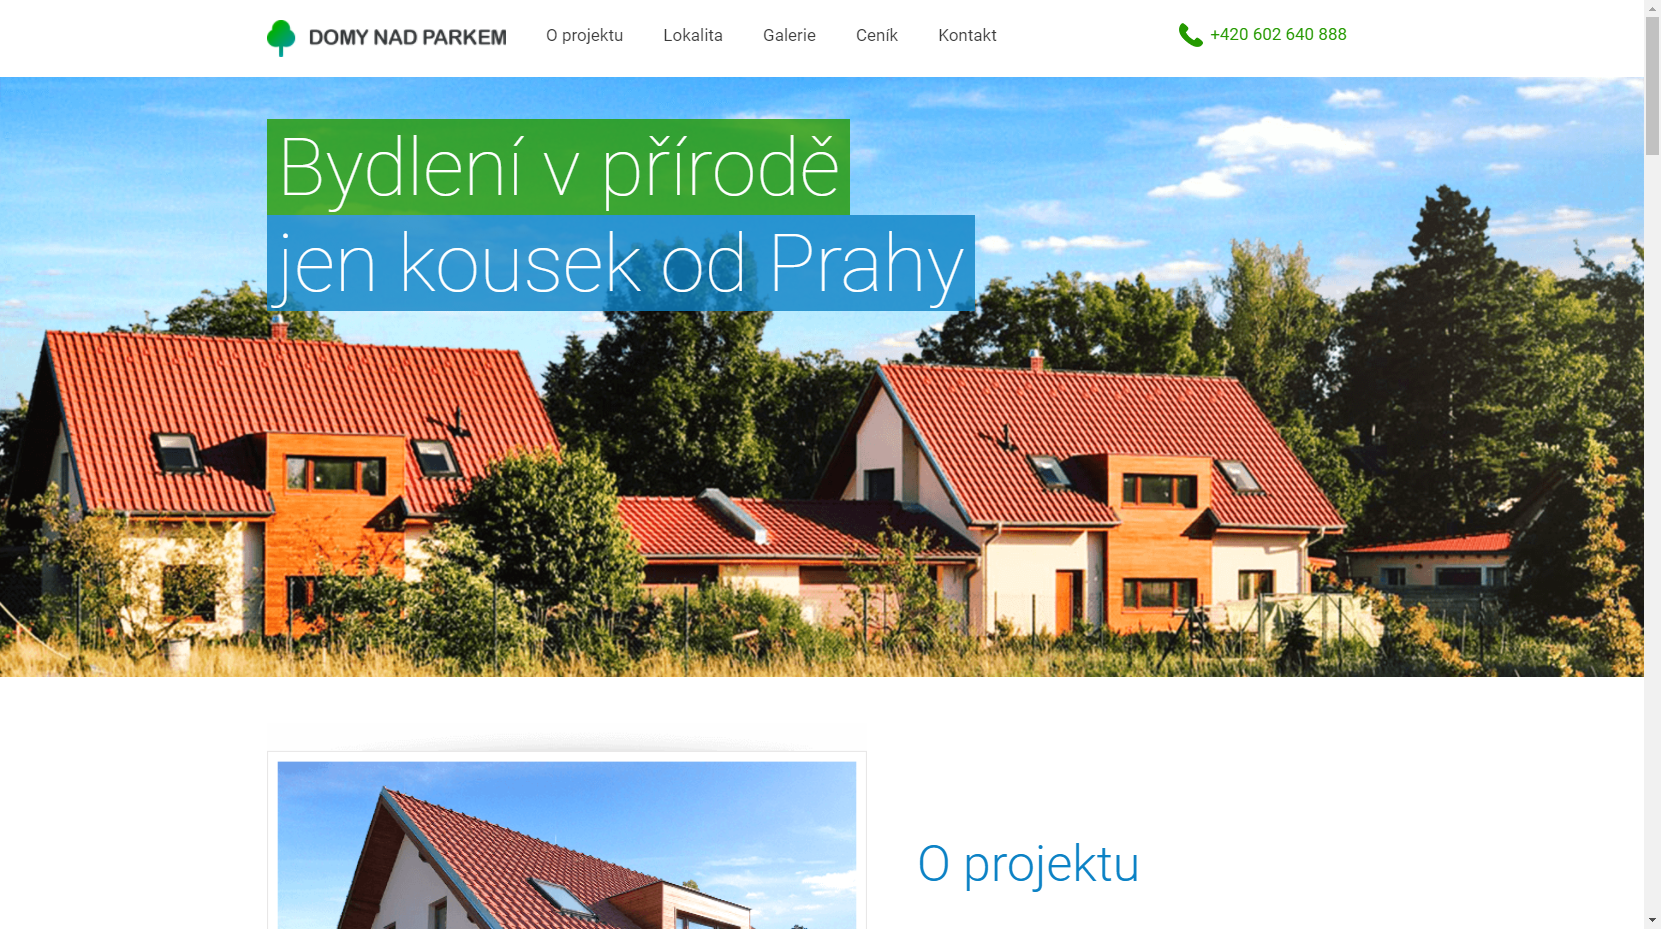 DOMY NAD PARKEM
O projektu
Lokalita
Galerie
Ceník
Kontakt
+420 602 640 888
Bydlení v přírodě
jen kousek od Prahy
O projektu